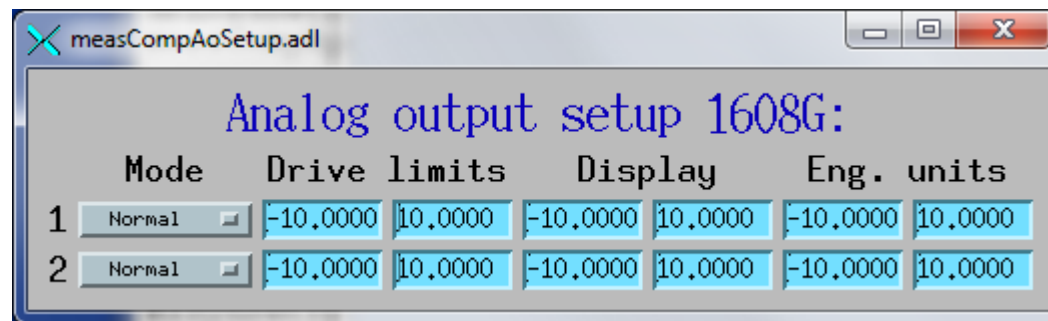 measCompAoSetup.adl
Analog output setup 1608G:
Mode Drive limits Display Eng. units
1 Normal -10.0000 10.0000 -10.0000 10.0000 -10.0000 10.0000
2 Normal -10.0000 10.0000 -10.0000 10.0000 -10.0000 10.0000